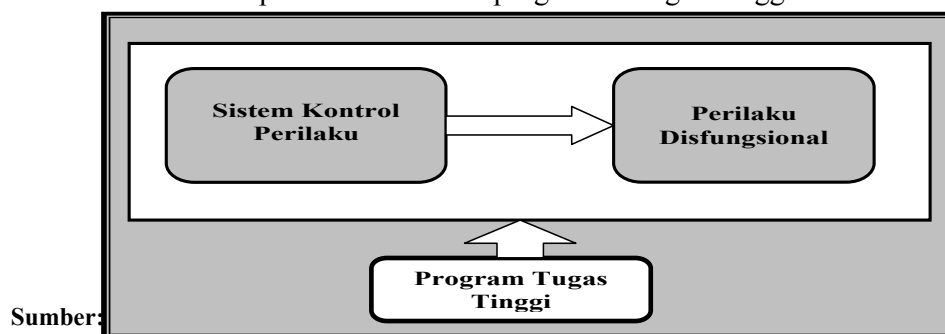 Sistem Kontrol
Perilaku
Perilaku
Disfungsional
Program Tugas
Tinggi
Sumber: